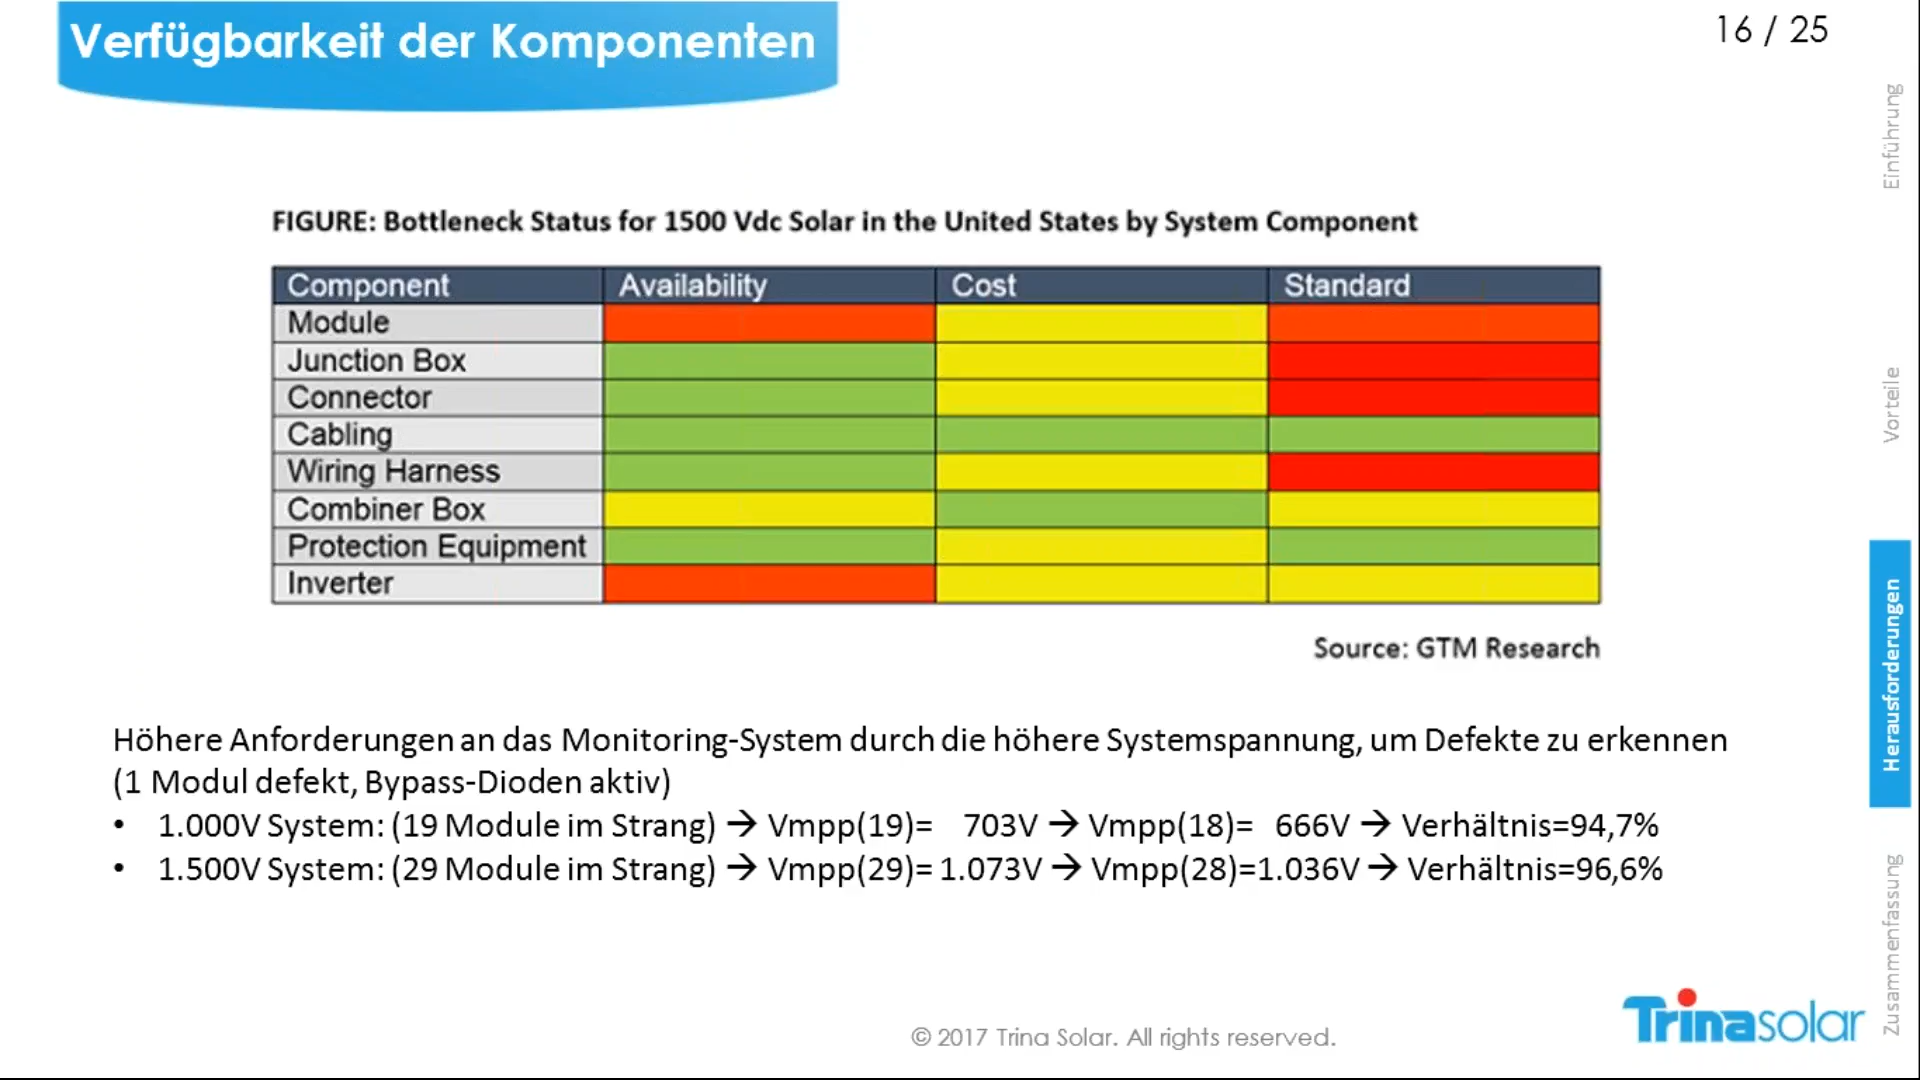 Verfügbarkeit der Komponenten
16 / 25
FIGURE: Bottleneck Status for 1500 Vdc Solar in the United States by System Component
Component Availability Cost Standard
Module
Junction Box
Connector
Cabling
Wiring Harness
Combiner Box
Protection Equipment
Inverter
Source: GTM Research
Höhere Anforderungen an das Monitoring-System durch die höhere Systemspannung, um Defekte zu erkennen
(1 Modul defekt, Bypass-Dioden aktiv)
• 1.000V System: (19 Module im Strang) → Vmpp(19)= 703V → Vmpp(18)= 666V → Verhältnis=94,7%
• 1.500V System: (29 Module im Strang) → Vmpp(29)= 1.073V → Vmpp(28)=1.036V → Verhältnis=96,6%
Einführung
Vorteile
Herausforderungen
Zusammenfassung
© 2017 Trina Solar. All rights reserved.
Trinasolar